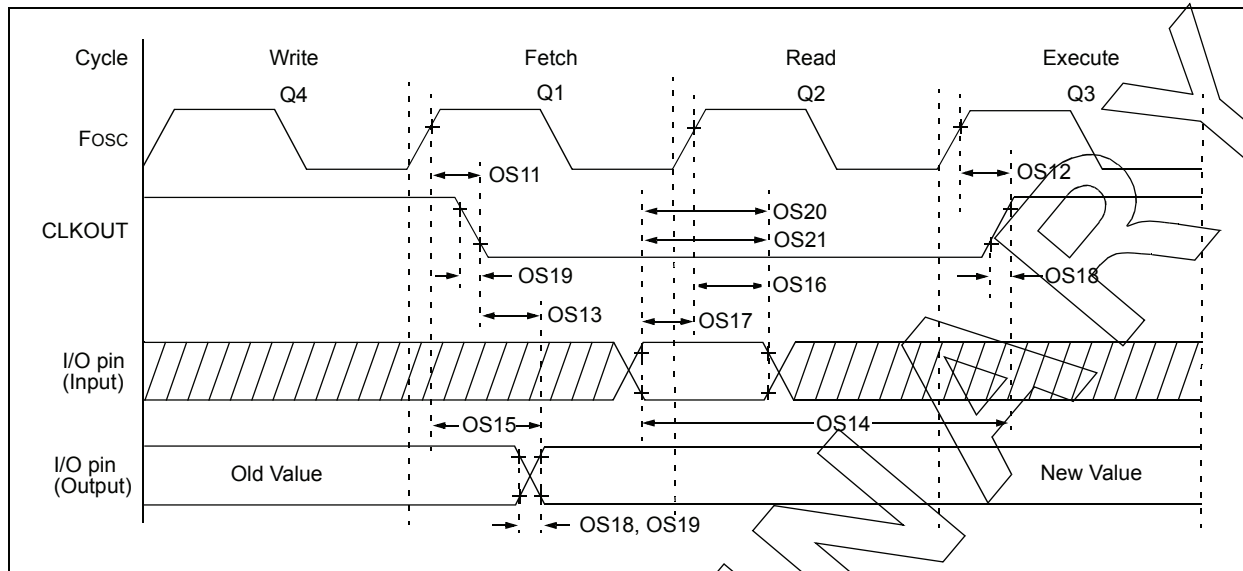 Cycle Write Fetch Read Execute
Q4 Q1 Q2 Q3
FOSC
OS11 OS12
OS20
CLKOUT
OS21
OS19 OS18
OS16
OS13 OS17
I/O pin
(Input)
OS15 OS14
I/O pin
(Output)
Old Value New Value
OS18, OS19